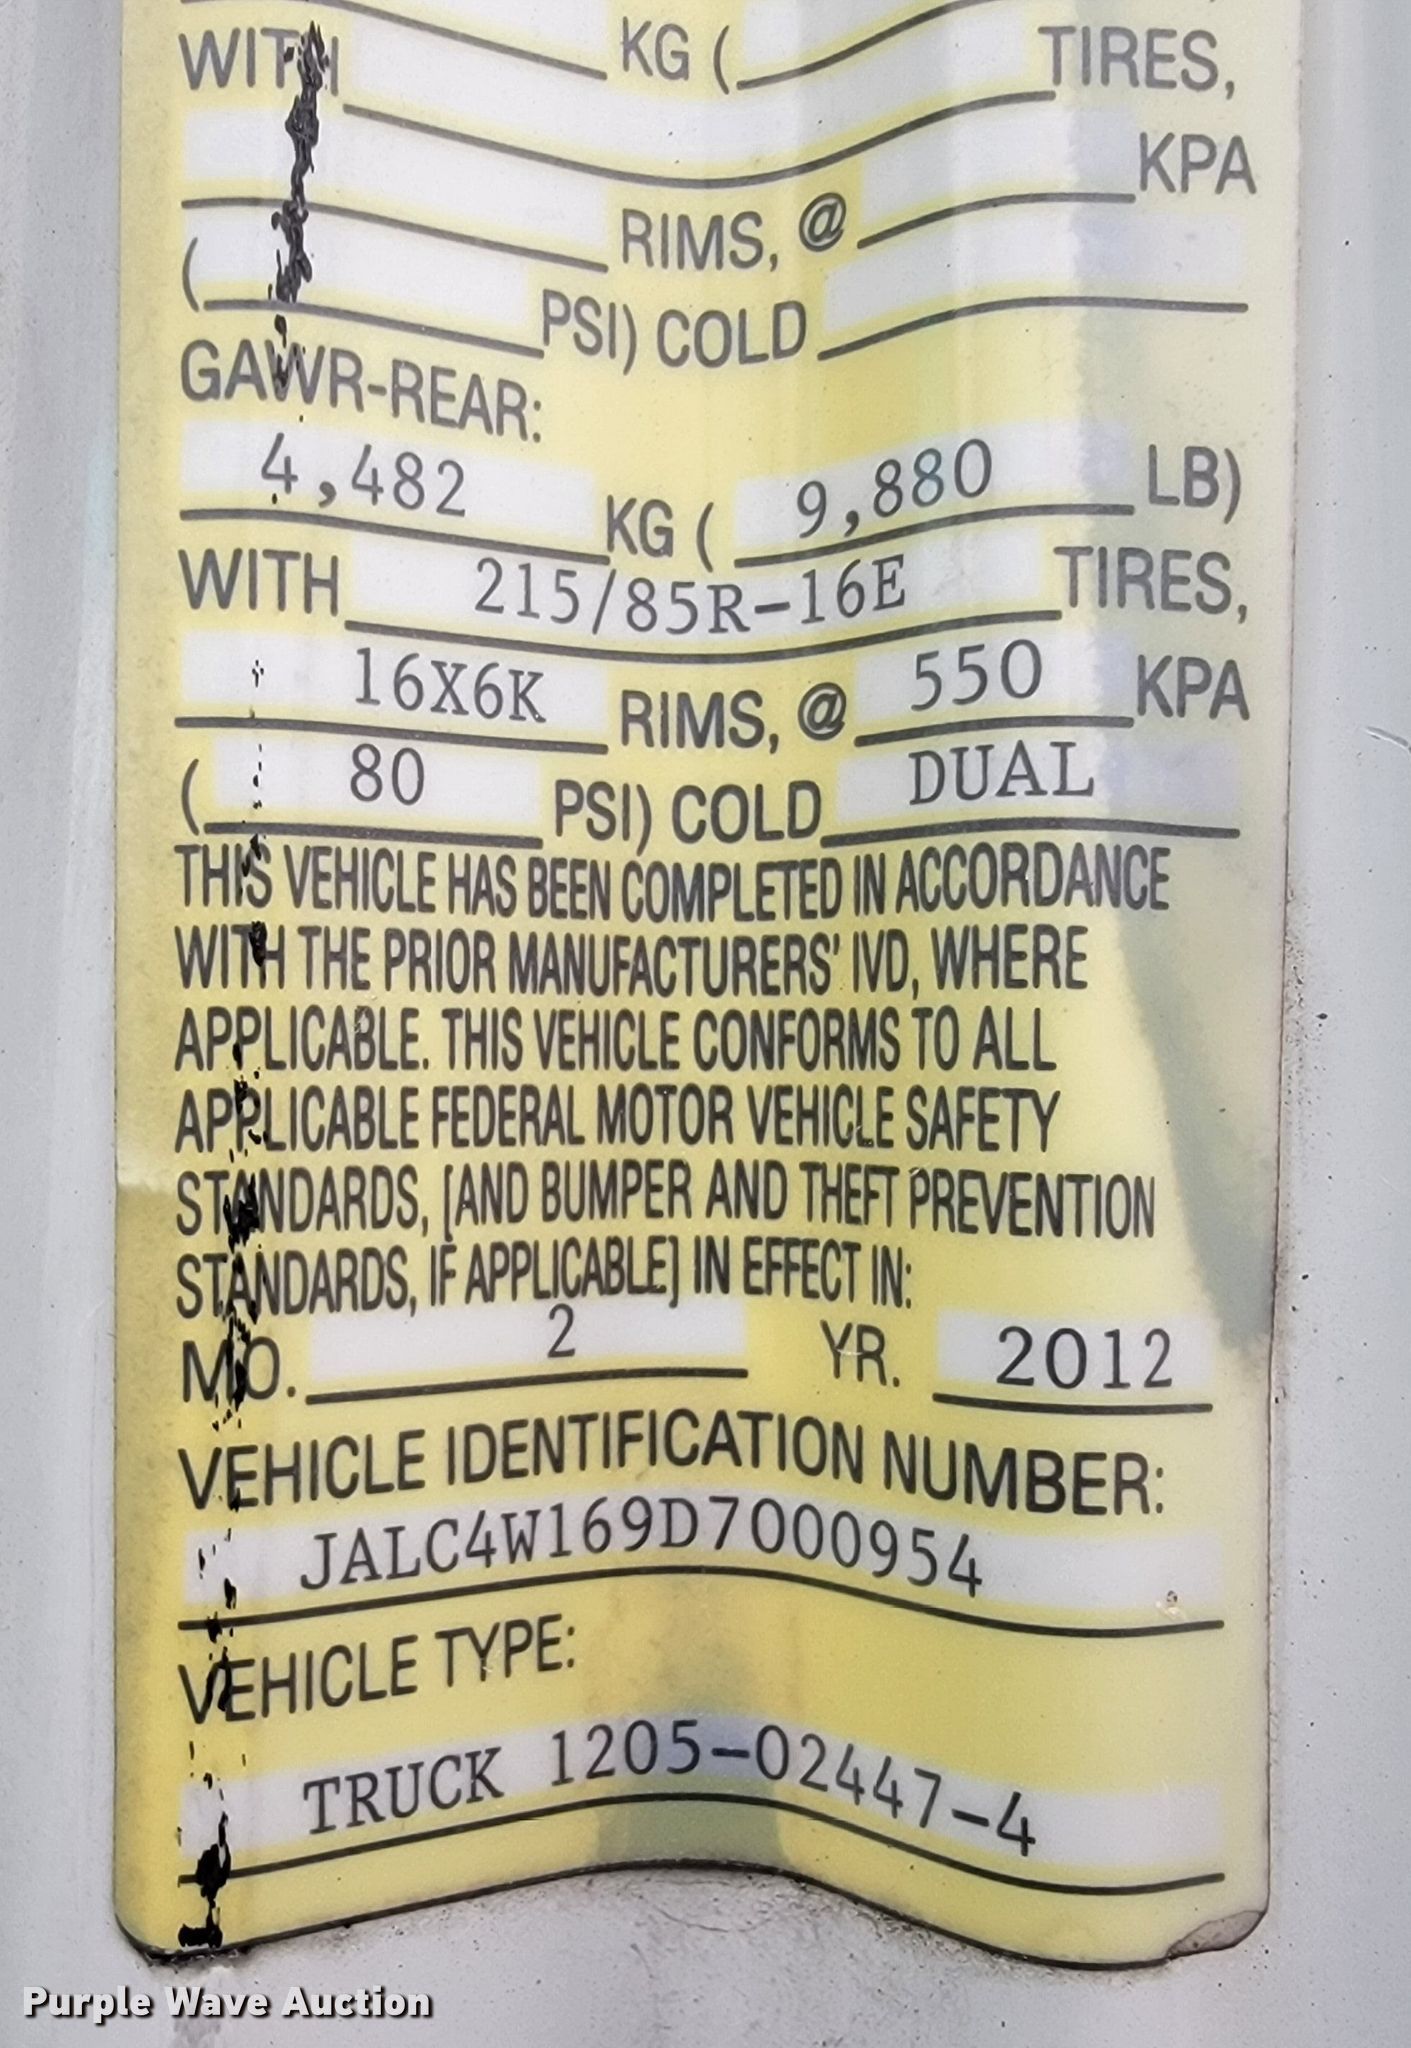 WITH KG ( TIRES,
RIMS, @ KPA
( PSI) COLD
GAWR-REAR:
4,482 KG ( 9,880 LB)
WITH 215/85R-16E TIRES,
16X6K RIMS, @ 550 KPA
( 80 PSI) COLD DUAL
THIS VEHICLE HAS BEEN COMPLETED IN ACCORDANCE
WITH THE PRIOR MANUFACTURERS' IVD, WHERE
APPLICABLE. THIS VEHICLE CONFORMS TO ALL
APPLICABLE FEDERAL MOTOR VEHICLE SAFETY
STANDARDS, [AND BUMPER AND THEFT PREVENTION
STANDARDS, IF APPLICABLE] IN EFFECT IN:
MO. 2 YR. 2012
VEHICLE IDENTIFICATION NUMBER:
JALC4W169D7000954
VEHICLE TYPE:
TRUCK 1205-02447-4
Purple Wave Auction